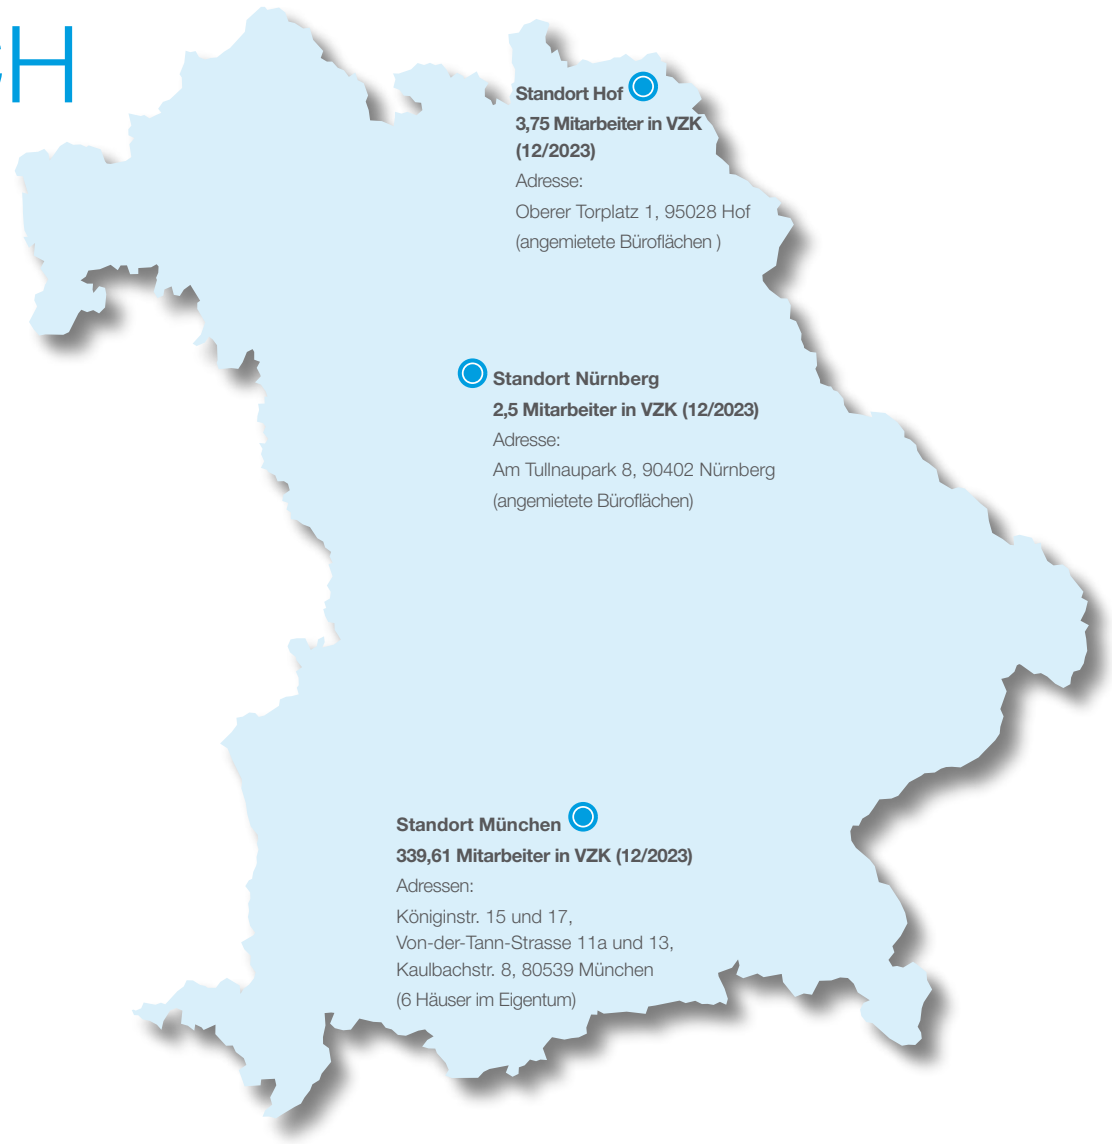 H
Standort Hof
3,75 Mitarbeiter in VZK
(12/2023)
Adresse:
Oberer Torplatz 1, 95028 Hof
(angemietete Büroflächen )
Standort Nürnberg
2,5 Mitarbeiter in VZK (12/2023)
Adresse:
Am Tullnaupark 8, 90402 Nürnberg
(angemietete Büroflächen)
Standort München
339,61 Mitarbeiter in VZK (12/2023)
Adressen:
Königinstr. 15 und 17,
Von-der-Tann-Strasse 11a und 13,
Kaulbachstr. 8, 80539 München
(6 Häuser im Eigentum)